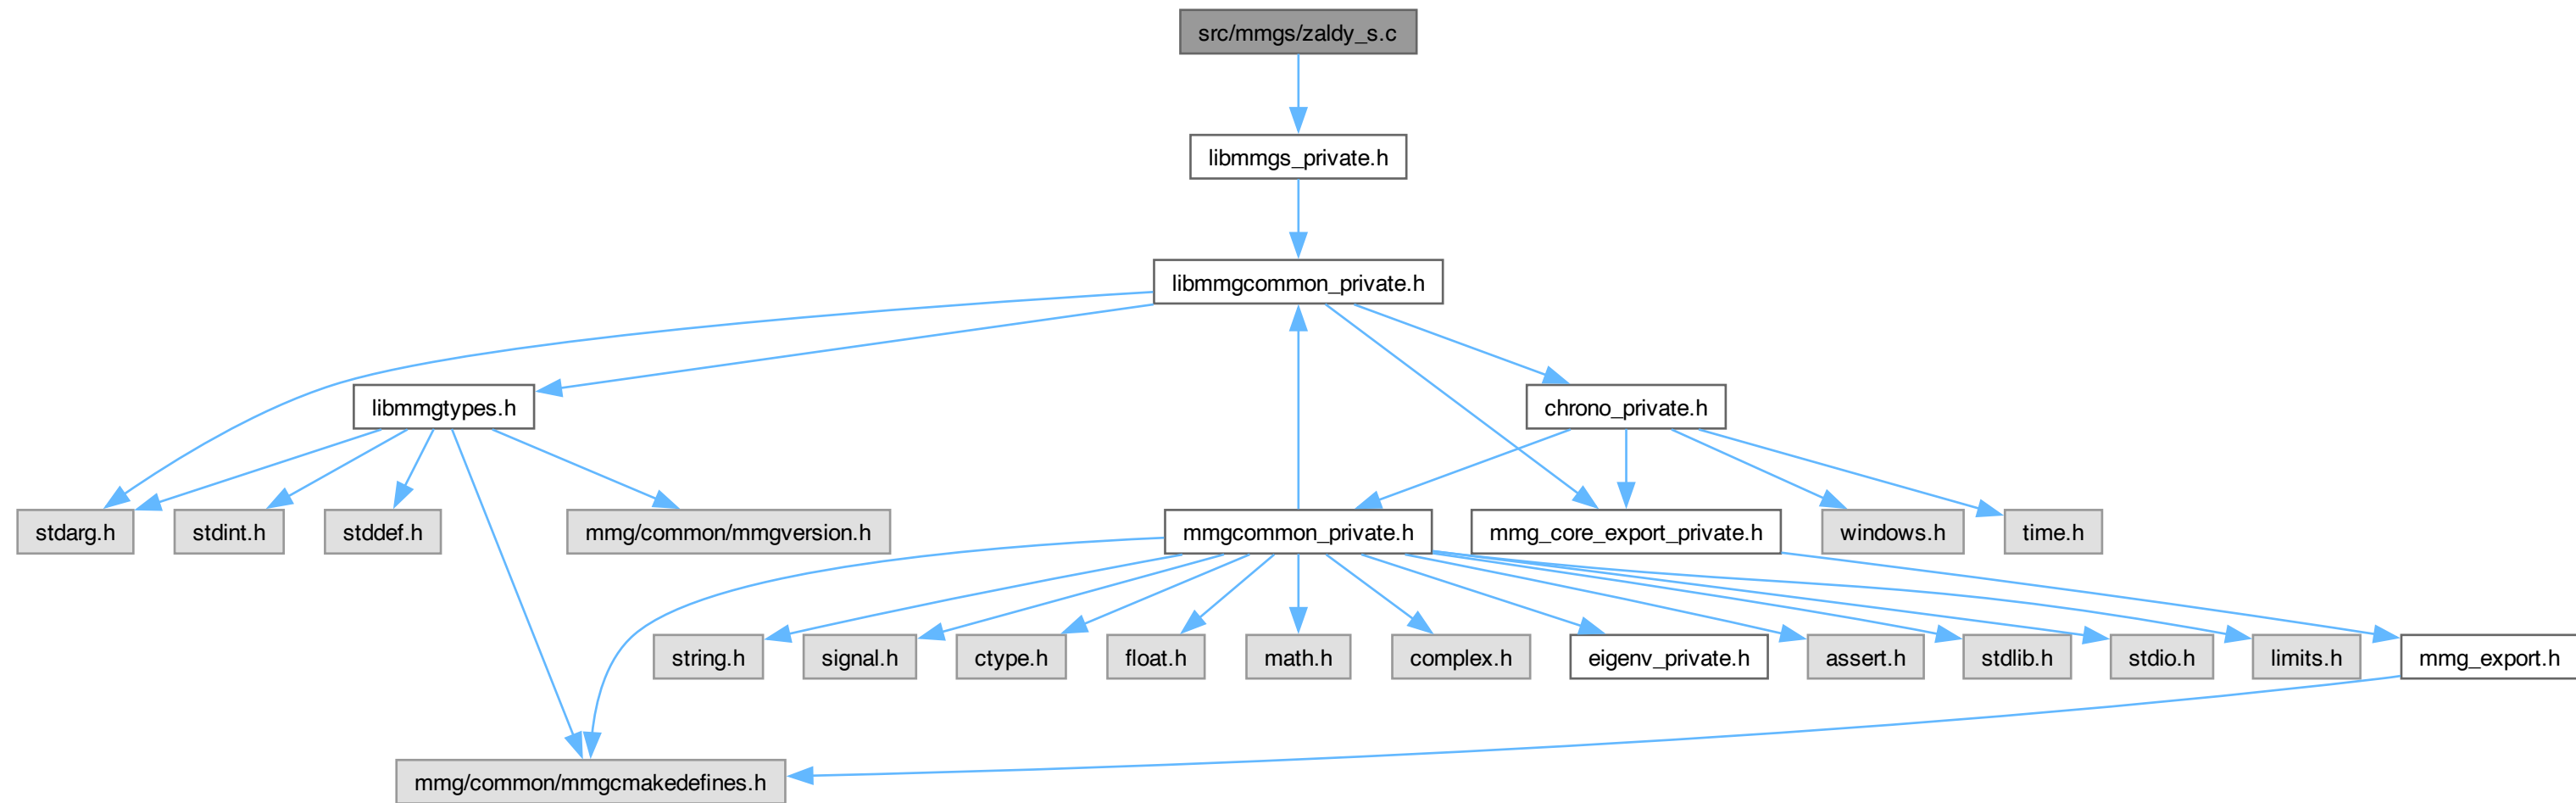 src/mmgs/zaldy_s.c
libmmgs_private.h
libmmgcommon_private.h
libmmgtypes.h
chrono_private.h
stdarg.h
stdint.h
stddef.h
mmg/common/mmgversion.h
mmgcommon_private.h
mmg_core_export_private.h
windows.h
time.h
string.h
signal.h
ctype.h
float.h
math.h
complex.h
eigenv_private.h
assert.h
stdlib.h
stdio.h
limits.h
mmg_export.h
mmg/common/mmgcmakedefines.h